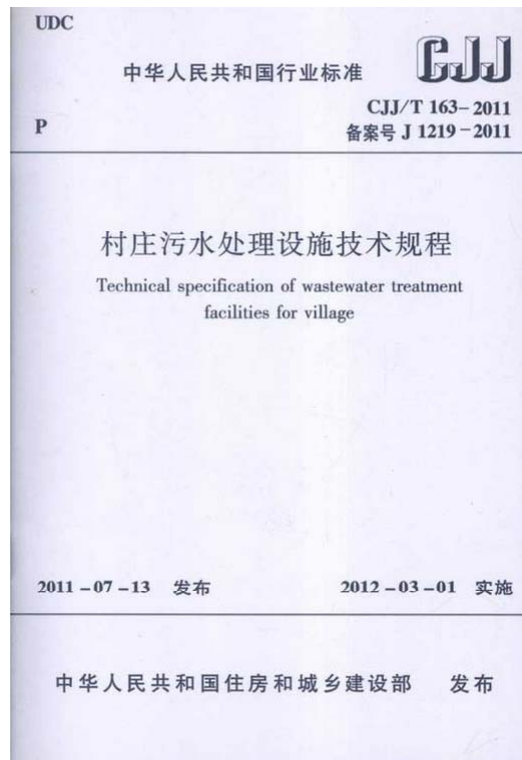 UDC
中华人民共和国行业标准
CJJ
CJJ/T 163-2011
P
备案号 J 1219-2011
村庄污水处理设施技术规程
Technical specification of wastewater treatment
facilities for village
2011-07-13 发布
2012-03-01 实施
中华人民共和国住房和城乡建设部 发布